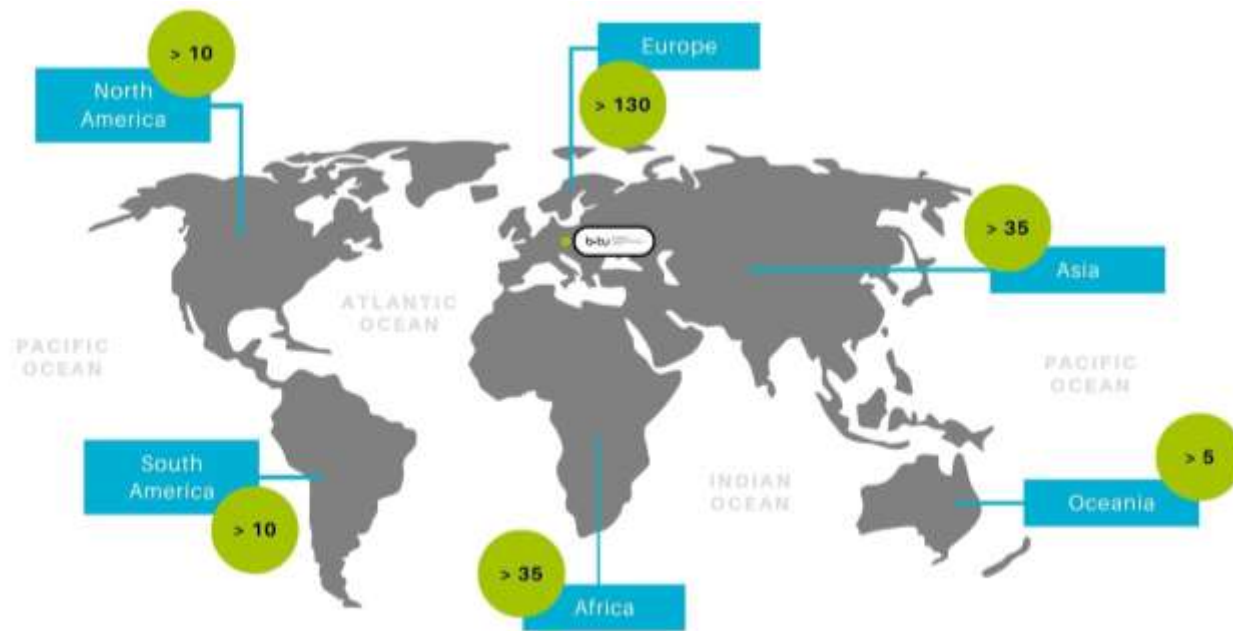 > 10
North
America
Europe
> 130
> 35
Asia
b-tu
ATLANTIC
OCEAN
PACIFIC
OCEAN
PACIFIC
OCEAN
South
America
> 10
INDIAN
OCEAN
> 5
Oceania
> 35
Africa